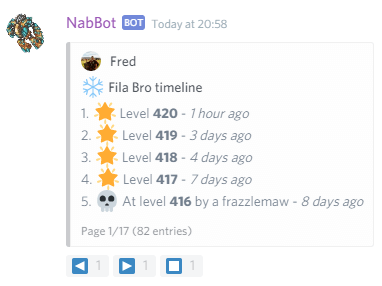 NabBot BOT Today at 20:58
Fred
Fila Bro timeline
1. Level 420 - 1 hour ago
2. Level 419 - 3 days ago
3. Level 418 - 4 days ago
4. Level 417 - 7 days ago
5. At level 416 by a frazzlemaw - 8 days ago
Page 1/17 (82 entries)
1 1 1